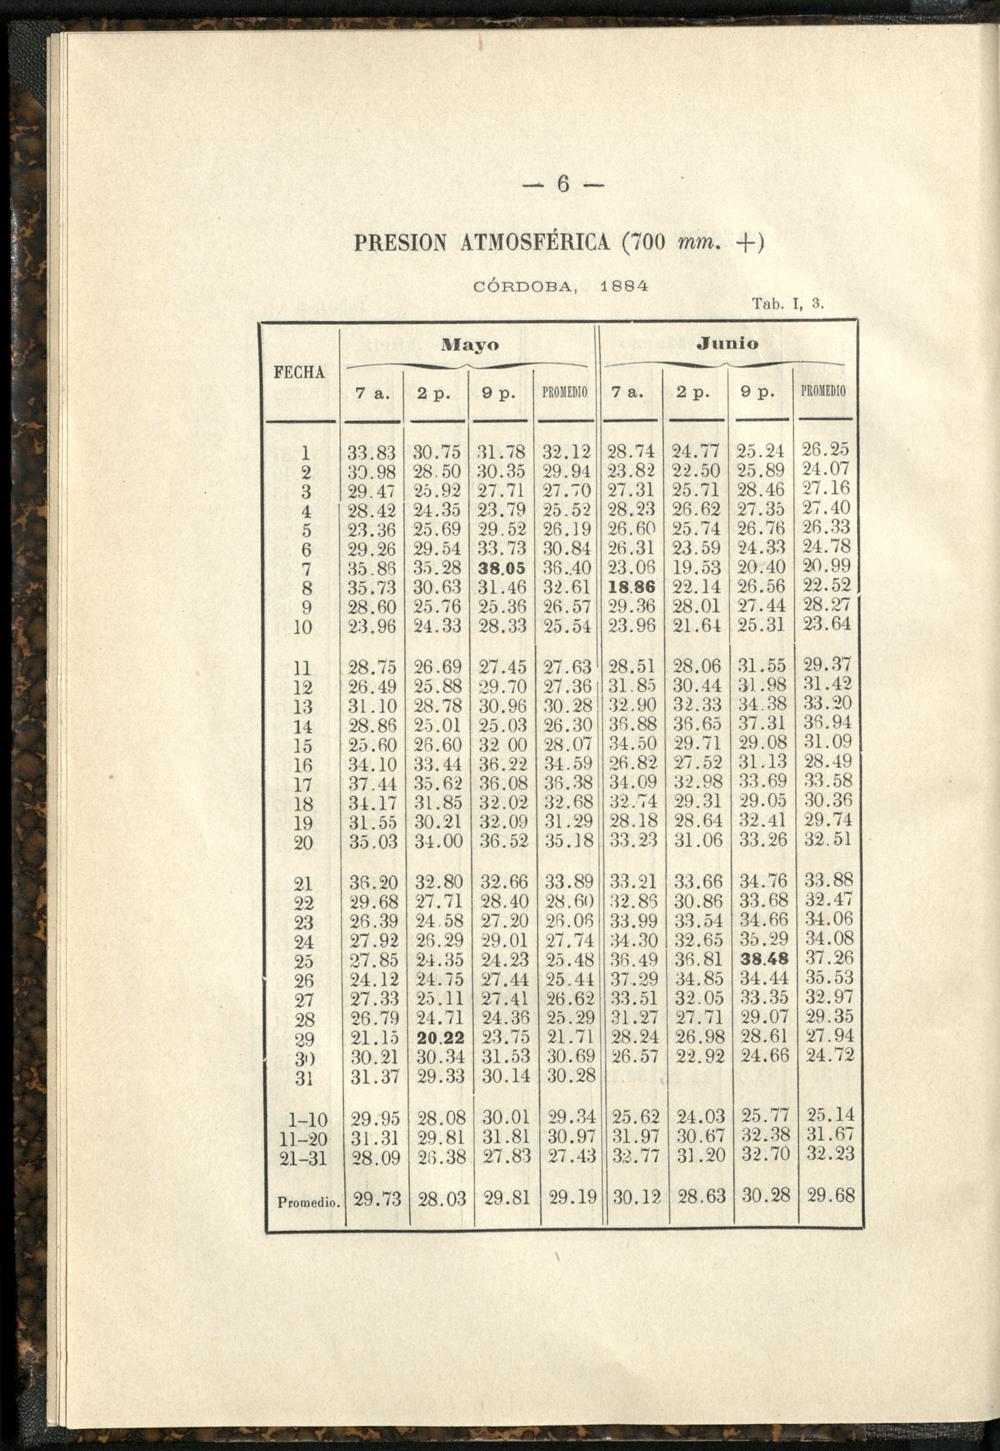 — 6 —
PRESION ATMOSFÉRICA (700 mm. +)
CÓRDOBA, 1884
Tab. I, 3.
FECHA Mayo Junio
7 a. 2 p. 9 p. PROMEDIO 7 a. 2 p. 9 p. PROMEDIO
1 33.83 30.75 31.78 32.12 28.74 24.77 25.24 26.25
2 30.98 28.50 30.35 29.94 23.82 22.50 25.89 24.07
3 29.47 25.92 27.71 27.70 27.31 25.71 28.46 27.16
4 28.42 24.35 23.79 25.52 28.23 26.62 27.35 27.40
5 23.36 25.69 29.52 26.19 26.60 25.74 26.76 26.33
6 29.26 29.54 33.73 30.84 26.31 23.59 24.33 24.78
7 35.86 35.28 38.05 36.40 23.06 19.53 20.40 20.99
8 35.73 30.63 31.46 32.61 18.86 22.14 26.56 22.52
9 28.60 25.76 25.36 26.57 29.36 28.01 27.44 28.27
10 23.96 24.33 28.33 25.54 23.96 21.64 25.31 23.64
11 28.75 26.69 27.45 27.63 28.51 28.06 31.55 29.37
12 26.49 25.88 29.70 27.36 31.85 30.44 31.98 31.42
13 31.10 28.78 30.96 30.28 32.90 32.33 34.38 33.20
14 28.86 25.01 25.03 26.30 36.88 36.65 37.31 36.94
15 25.60 26.60 32 00 28.07 34.50 29.71 29.08 31.09
16 34.10 33.44 36.22 34.59 26.82 27.52 31.13 28.49
17 37.44 35.62 36.08 36.38 34.09 32.98 33.69 33.58
18 34.17 31.85 32.02 32.68 32.74 29.31 29.05 30.36
19 31.55 30.21 32.09 31.29 28.18 28.64 32.41 29.74
20 35.03 34.00 36.52 35.18 33.23 31.06 33.26 32.51
21 36.20 32.80 32.66 33.89 33.21 33.66 34.76 33.88
22 29.68 27.71 28.40 28.60 32.86 30.86 33.68 32.47
23 26.39 24.58 27.20 26.06 33.99 33.54 34.66 34.06
24 27.92 26.29 29.01 27.74 34.30 32.65 35.29 34.08
25 27.85 24.35 24.23 25.48 36.49 36.81 38.48 37.26
26 24.12 24.75 27.44 25.44 37.29 34.85 34.44 35.53
27 27.33 25.11 27.41 26.62 33.51 32.05 33.35 32.97
28 26.79 24.71 24.36 25.29 31.27 27.71 29.07 29.35
29 21.15 20.22 23.75 21.71 28.24 26.98 28.61 27.94
30 30.21 30.34 31.53 30.69 26.57 22.92 24.66 24.72
31 31.37 29.33 30.14 30.28
1–10 29.95 28.08 30.01 29.34 25.62 24.03 25.77 25.14
11–20 31.31 29.81 31.81 30.97 31.97 30.67 32.38 31.67
21–31 28.09 26.38 27.83 27.43 32.77 31.20 32.70 32.23
Promedio. 29.73 28.03 29.81 29.19 30.12 28.63 30.28 29.68